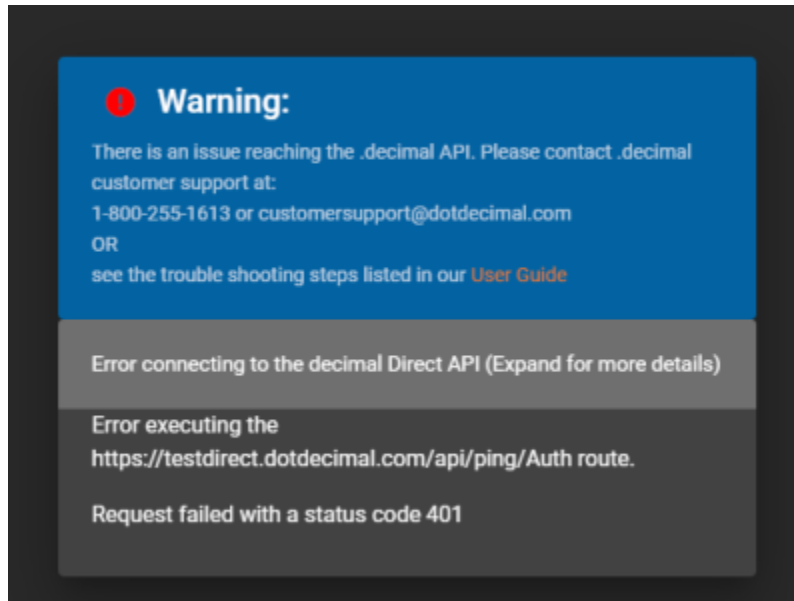 Warning:
There is an issue reaching the .decimal API. Please contact .decimal
customer support at:
1-800-255-1613 or customersupport@dotdecimal.com
OR
see the trouble shooting steps listed in our User Guide
Error connecting to the decimal Direct API (Expand for more details)
Error executing the
https://testdirect.dotdecimal.com/api/ping/Auth route.
Request failed with a status code 401